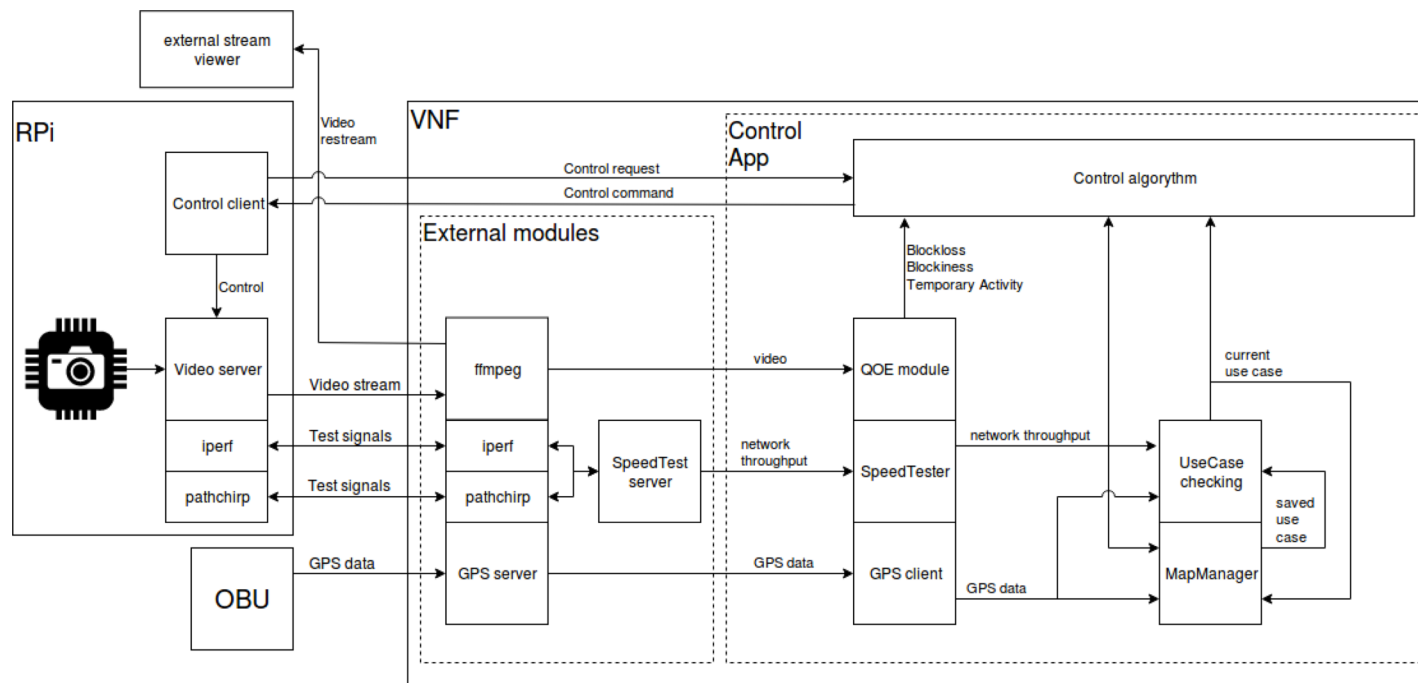 external stream
viewer
RPi
VNF
Video
restream
Control
App
Control client
Control request
Control command
Control algorythm
External modules
Blockloss
Blockiness
Temporary Activity
Control
Video server
Video stream
ffmpeg
video
QOE module
current
use case
iperf
Test signals
iperf
SpeedTest
server
network
throughput
SpeedTester
network throughput
UseCase
checking
pathchirp
Test signals
pathchirp
saved
use
case
OBU
GPS data
GPS server
GPS data
GPS client
GPS data
MapManager